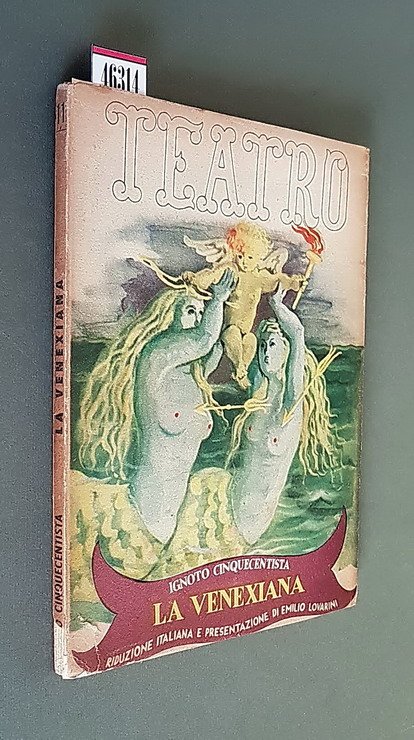 46314
TEATRO
IGNOTO CINQUECENTISTA
LA VENEXIANA
RIDUZIONE ITALIANA E PRESENTAZIONE DI EMILIO LOVARINI
11
LA VENEXIANA
O CINQUECENTISTA